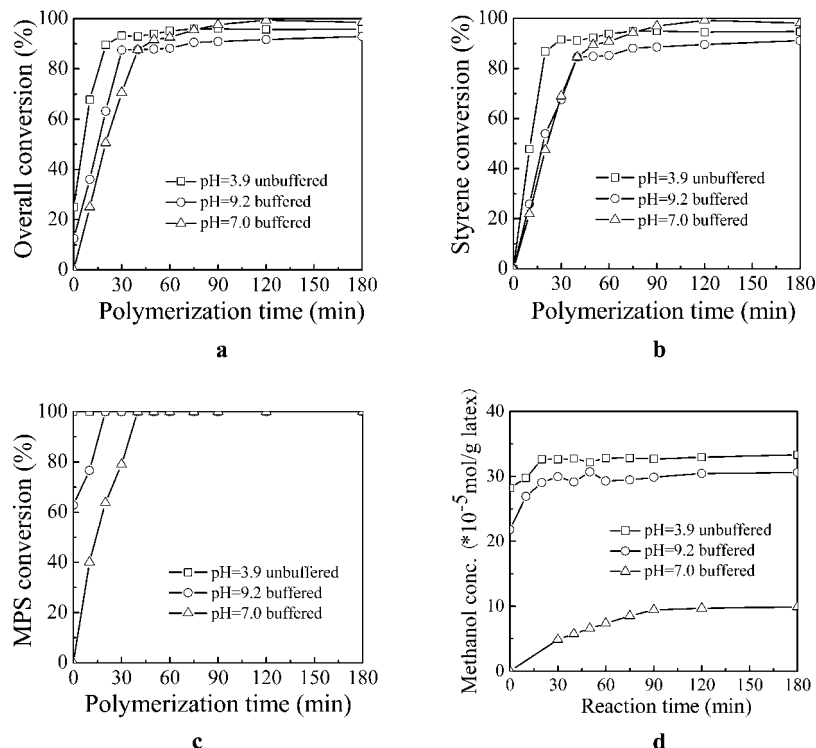 Overall conversion (%)
100
80
60
40
20
0
pH=3.9 unbuffered
pH=9.2 buffered
pH=7.0 buffered
0 30 60 90 120 150 180
Polymerization time (min)
a
Styrene conversion (%)
100
80
60
40
20
0
pH=3.9 unbuffered
pH=9.2 buffered
pH=7.0 buffered
0 30 60 90 120 150 180
Polymerization time (min)
b
MPS conversion (%)
100
80
60
40
20
0
pH=3.9 unbuffered
pH=9.2 buffered
pH=7.0 buffered
0 30 60 90 120 150 180
Polymerization time (min)
c
Methanol conc. (*10⁻⁵mol/g latex)
40
30
20
10
0
pH=3.9 unbuffered
pH=9.2 buffered
pH=7.0 buffered
0 30 60 90 120 150 180
Reaction time (min)
d